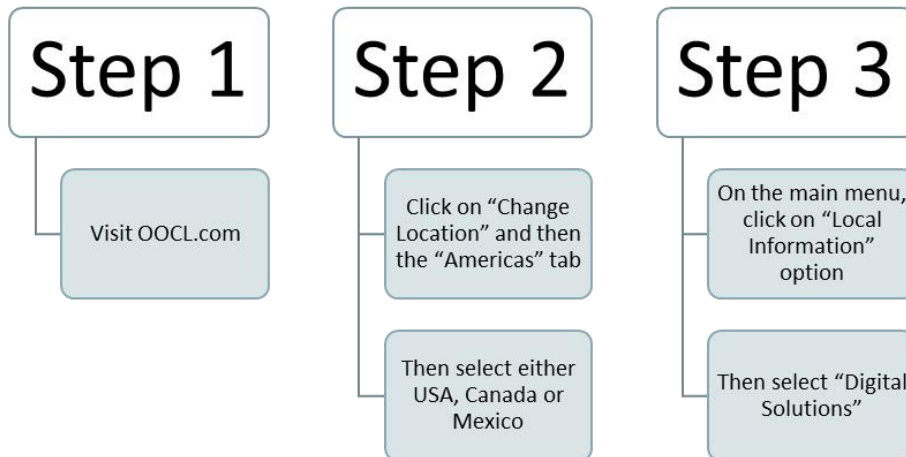 Step 1
Visit OOCL.com
Step 2
Click on “Change
Location” and then
the “Americas” tab
Then select either
USA, Canada or
Mexico
Step 3
On the main menu,
click on “Local
Information”
option
Then select “Digital
Solutions”